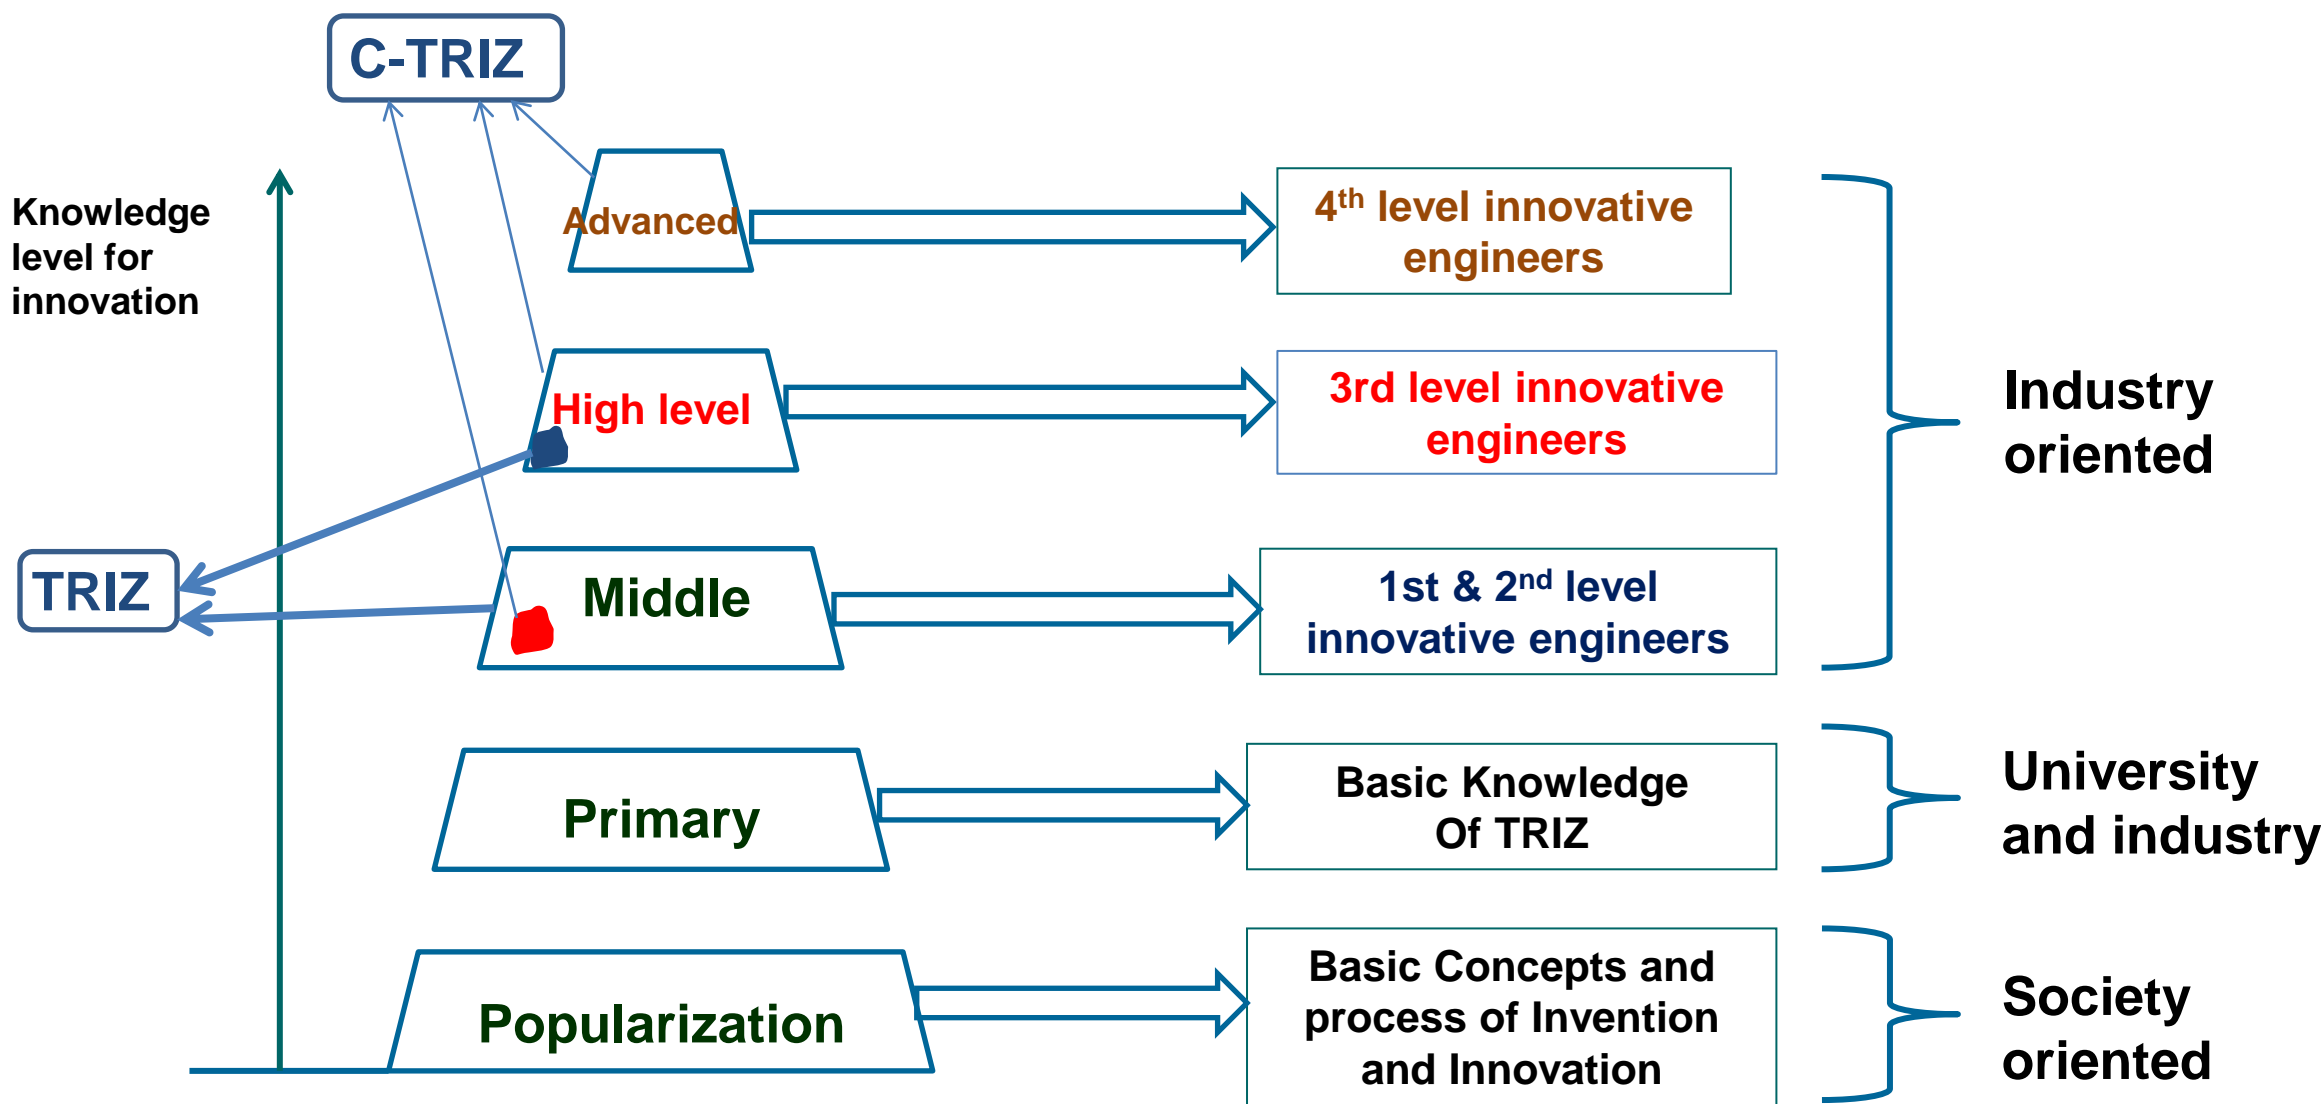 C-TRIZ
Knowledge
level for
innovation
Advanced
4th level innovative
engineers
High level
3rd level innovative
engineers
Industry
oriented
TRIZ
Middle
1st & 2nd level
innovative engineers
Primary
Basic Knowledge
Of TRIZ
University
and industry
Popularization
Basic Concepts and
process of Invention
and Innovation
Society
oriented